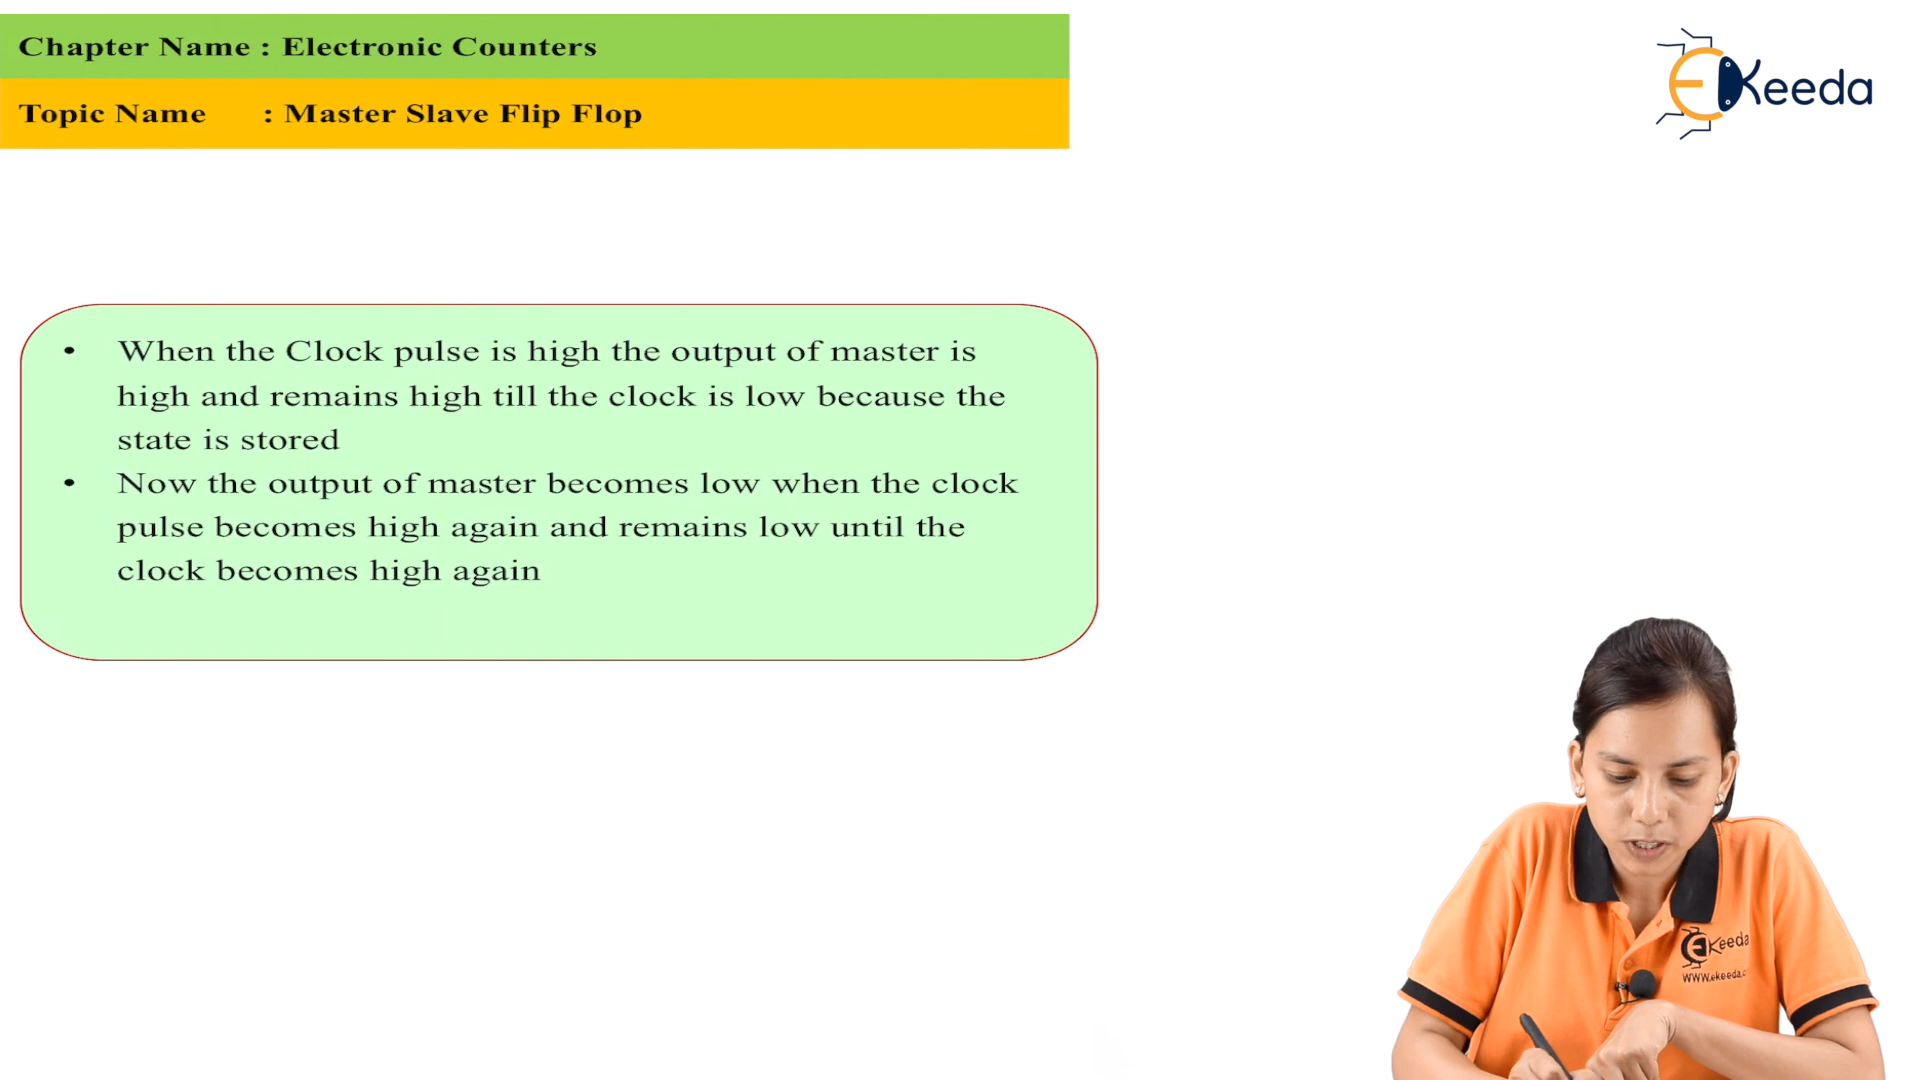 Chapter Name : Electronic Counters
Topic Name : Master Slave Flip Flop
EKeeda
• When the Clock pulse is high the output of master is
high and remains high till the clock is low because the
state is stored
• Now the output of master becomes low when the clock
pulse becomes high again and remains low until the
clock becomes high again
EKeeda